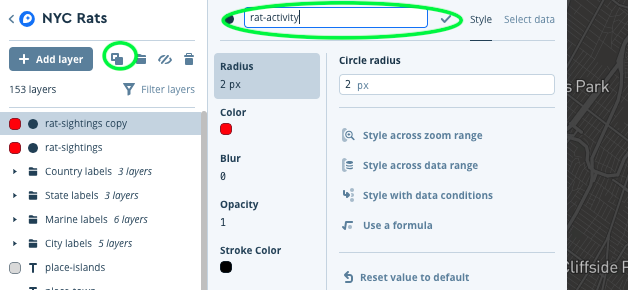 NYC Rats
Add layer
153 layers
Filter layers
rat-sightings copy
rat-sightings
Country labels 3 layers
State labels 3 layers
Marine labels 6 layers
City labels 5 layers
place-islands
rat-activity
Style
Select data
Radius
2 px
Color
Blur
0
Opacity
1
Stroke Color
Circle radius
2 px
Style across zoom range
Style across data range
Style with data conditions
Use a formula
Reset value to default
s Park
Cliffside P